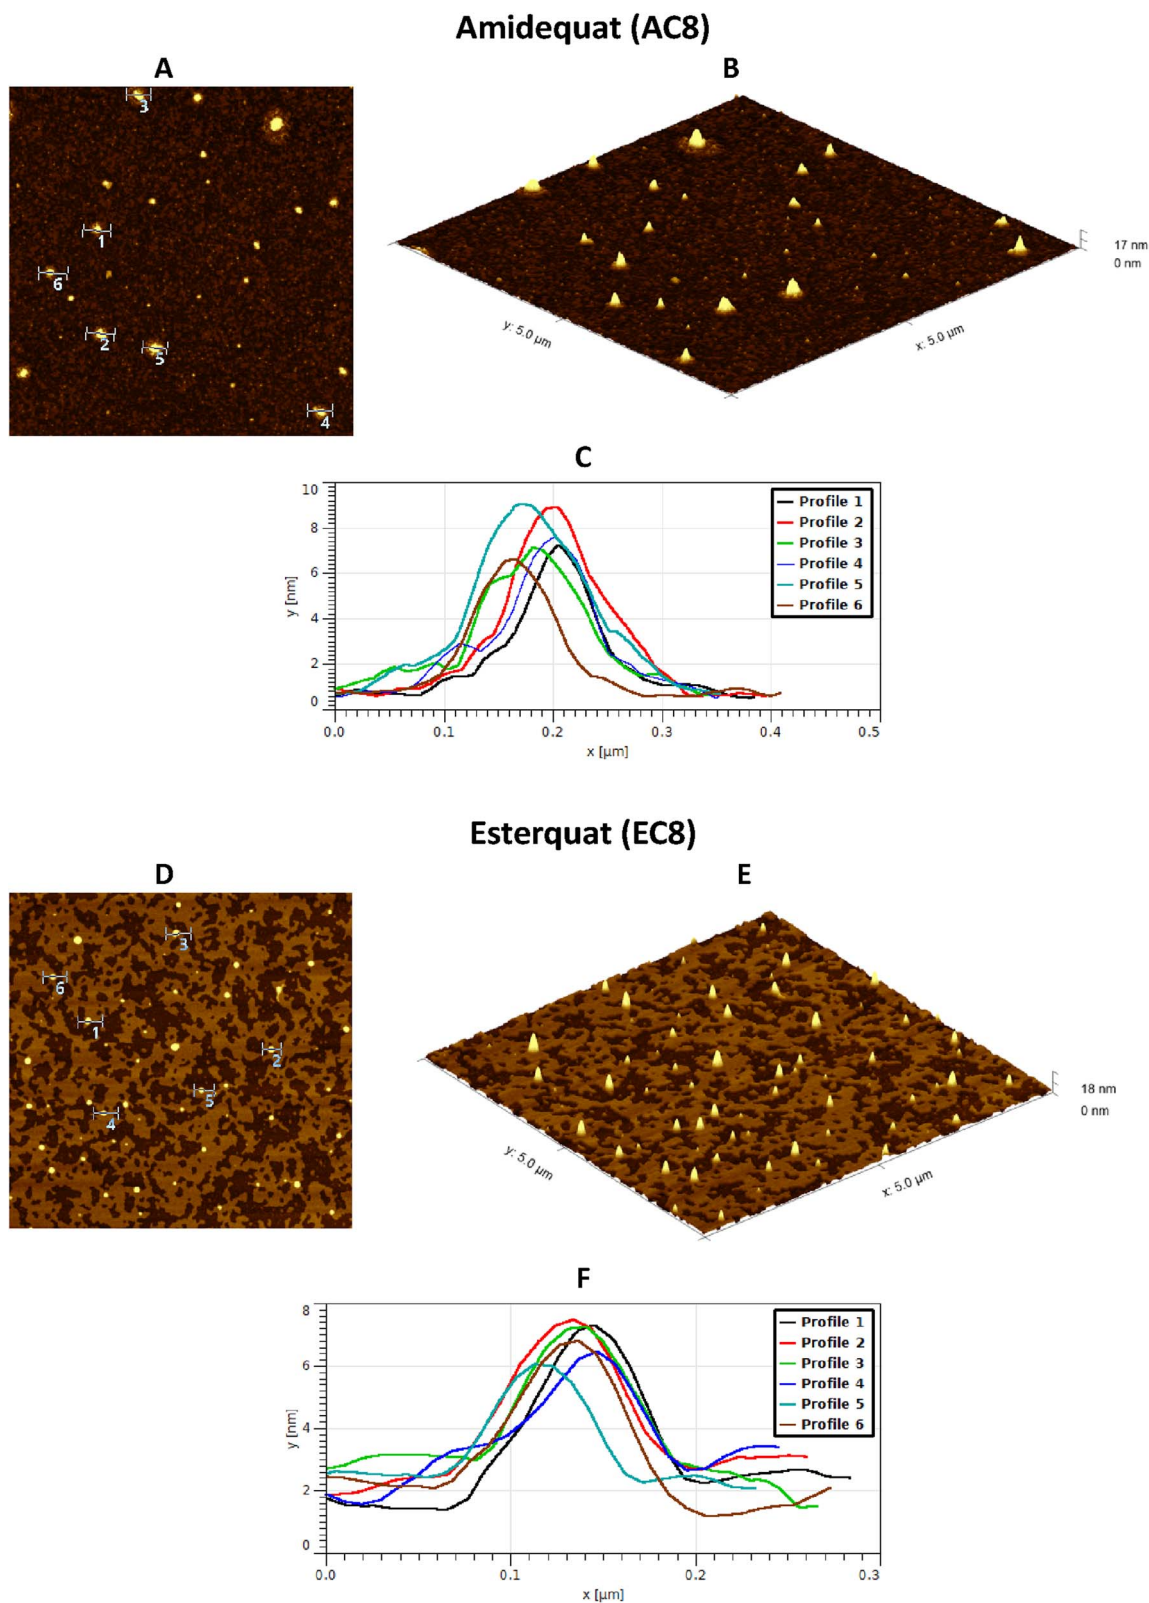 Amidequat (AC8)
A
B
3
1
6
2
5
4
17 nm
0 nm
y: 5.0 µm
x: 5.0 µm
C
10
8
6
4
2
0
y [nm]
Profile 1
Profile 2
Profile 3
Profile 4
Profile 5
Profile 6
0.0 0.1 0.2 0.3 0.4 0.5
x [µm]
Esterquat (EC8)
D
E
3
6
1
2
5
4
18 nm
0 nm
y: 5.0 µm
x: 5.0 µm
F
8
6
4
2
0
y [nm]
Profile 1
Profile 2
Profile 3
Profile 4
Profile 5
Profile 6
0.0 0.1 0.2 0.3
x [µm]